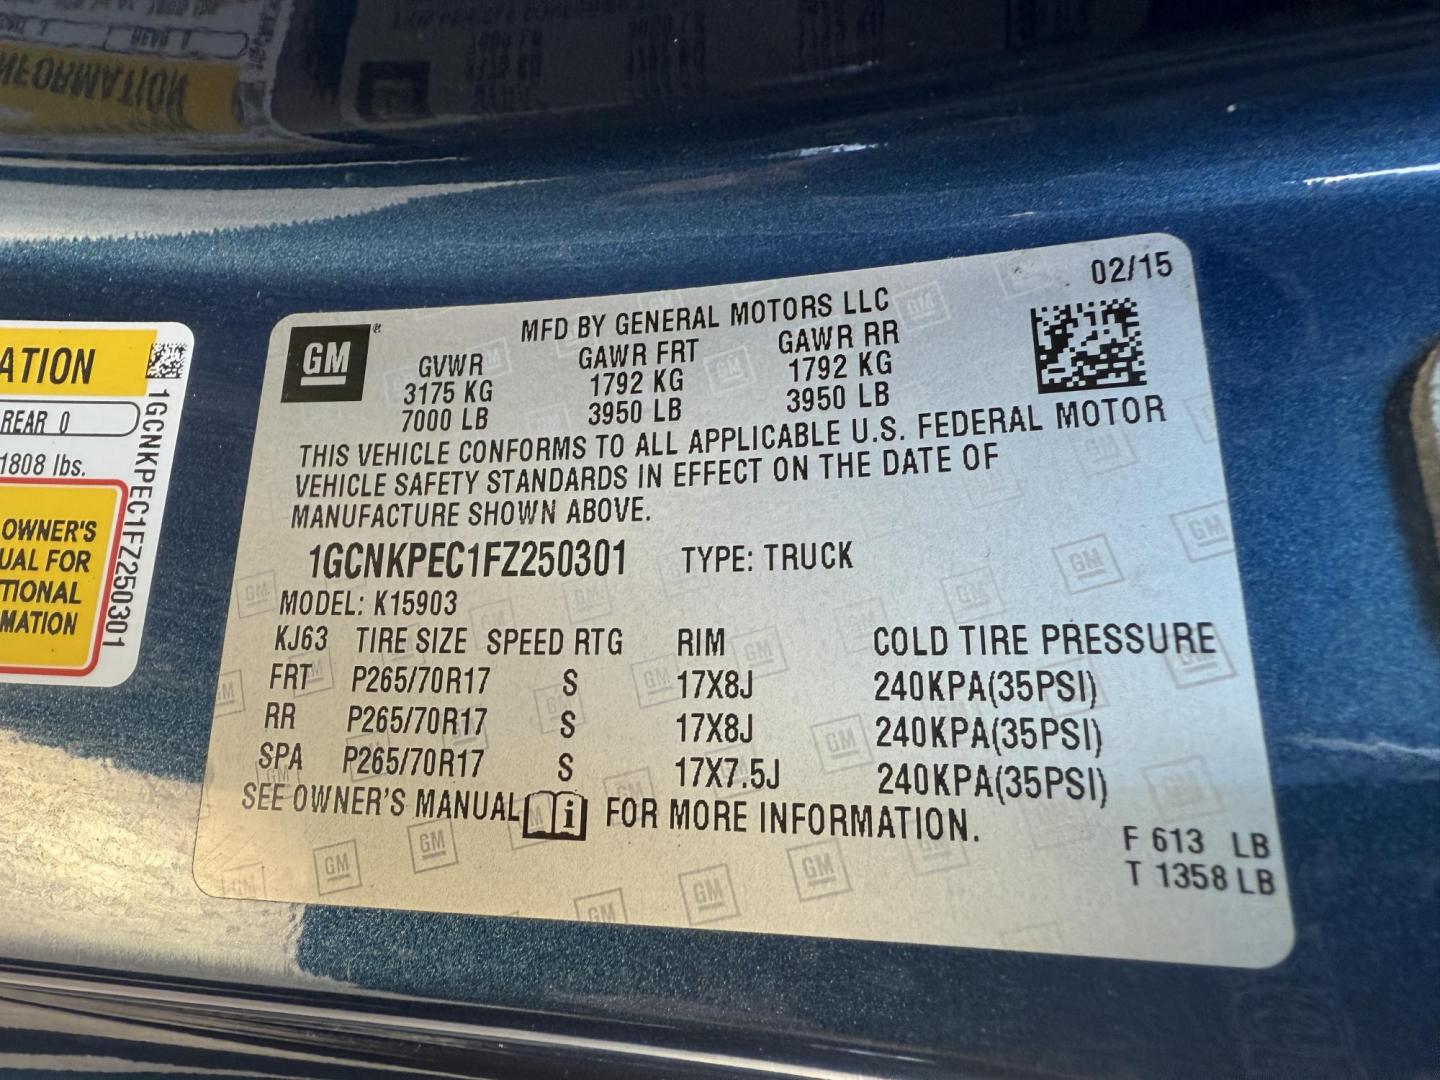 ATION
REAR 0
1808 lbs.
OWNER'S
UAL FOR
TIONAL
MATION
1GCNKPEC1FZ250301
GM®
02/15
MFD BY GENERAL MOTORS LLC
GVWR GAWR FRT GAWR RR
3175 KG 1792 KG 1792 KG
7000 LB 3950 LB 3950 LB
THIS VEHICLE CONFORMS TO ALL APPLICABLE U.S. FEDERAL MOTOR
VEHICLE SAFETY STANDARDS IN EFFECT ON THE DATE OF
MANUFACTURE SHOWN ABOVE.
1GCNKPEC1FZ250301 TYPE: TRUCK
MODEL: K15903
KJ63 TIRE SIZE SPEED RTG RIM COLD TIRE PRESSURE
FRT P265/70R17 S 17X8J 240KPA(35PSI)
RR P265/70R17 S 17X8J 240KPA(35PSI)
SPA P265/70R17 S 17X7.5J 240KPA(35PSI)
SEE OWNER'S MANUAL i FOR MORE INFORMATION.
F 613 LB
T 1358 LB